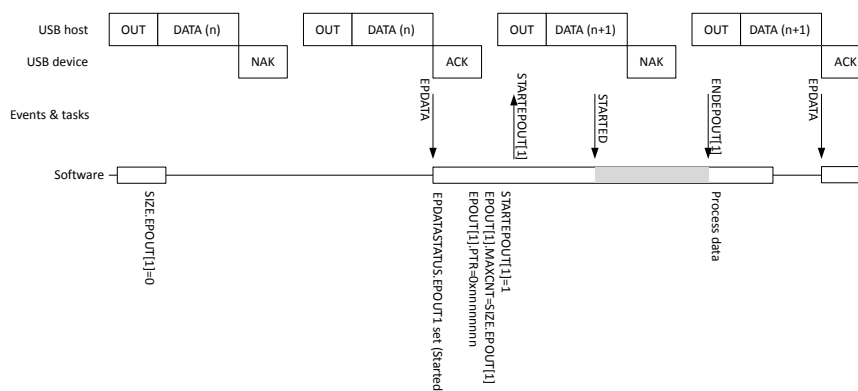 USB host
OUT
DATA (n)
OUT
DATA (n)
OUT
DATA (n+1)
OUT
DATA (n+1)
USB device
NAK
ACK
NAK
ACK
Events & tasks
EPDATA
STARTEPOUT[1]
STARTED
ENDEPOUT[1]
EPDATA
Software
SIZE.EPOUT[1]=0
EPDATASTATUS.EPOUT1 set (Started
EPOUT[1].PTR=0xnnnnnnnn
EPOUT[1].MAXCNT=SIZE.EPOUT[1]
STARTEPOUT[1]=1
Process data